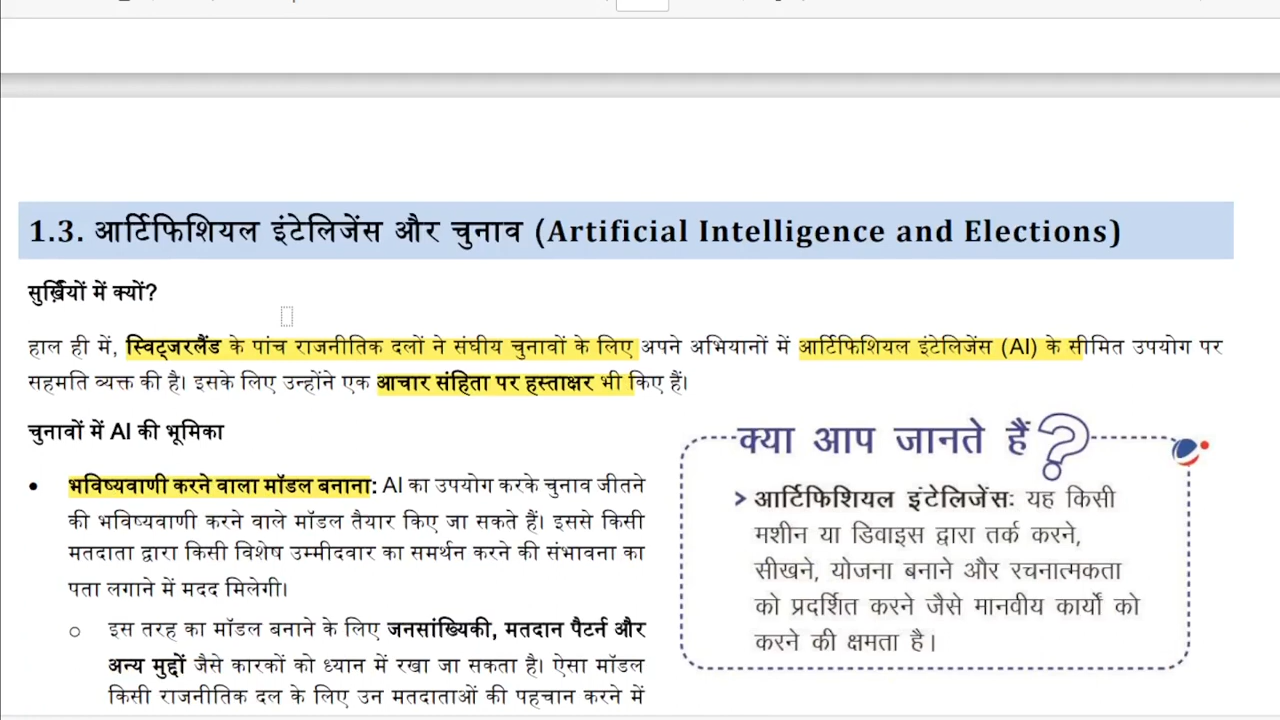 1.3. आर्टिफिशियल इंटेलिजेंस और चुनाव (Artificial Intelligence and Elections)
सुर्ख़ियों में क्यों?
हाल ही में, स्विट्जरलैंड के पांच राजनीतिक दलों ने संघीय चुनावों के लिए अपने अभियानों में आर्टिफिशियल इंटेलिजेंस (AI) के सीमित उपयोग पर
सहमति व्यक्त की है। इसके लिए उन्होंने एक आचार संहिता पर हस्ताक्षर भी किए हैं।
चुनावों में AI की भूमिका
• भविष्यवाणी करने वाला मॉडल बनाना: AI का उपयोग करके चुनाव जीतने
की भविष्यवाणी करने वाले मॉडल तैयार किए जा सकते हैं। इससे किसी
मतदाता द्वारा किसी विशेष उम्मीदवार का समर्थन करने की संभावना का
पता लगाने में मदद मिलेगी।
o इस तरह का मॉडल बनाने के लिए जनसांख्यिकी, मतदान पैटर्न और
अन्य मुद्दों जैसे कारकों को ध्यान में रखा जा सकता है। ऐसा मॉडल
किसी राजनीतिक दल के लिए उन मतदाताओं की पहचान करने में
क्या आप जानते हैं?
> आर्टिफिशियल इंटेलिजेंस: यह किसी
मशीन या डिवाइस द्वारा तर्क करने,
सीखने, योजना बनाने और रचनात्मकता
को प्रदर्शित करने जैसे मानवीय कार्यों को
करने की क्षमता है।